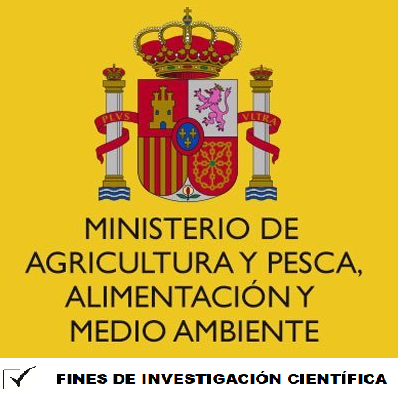 PLVS VLTRA
MINISTERIO DE
AGRICULTURA Y PESCA,
ALIMENTACIÓN Y
MEDIO AMBIENTE
FINES DE INVESTIGACIÓN CIENTÍFICA